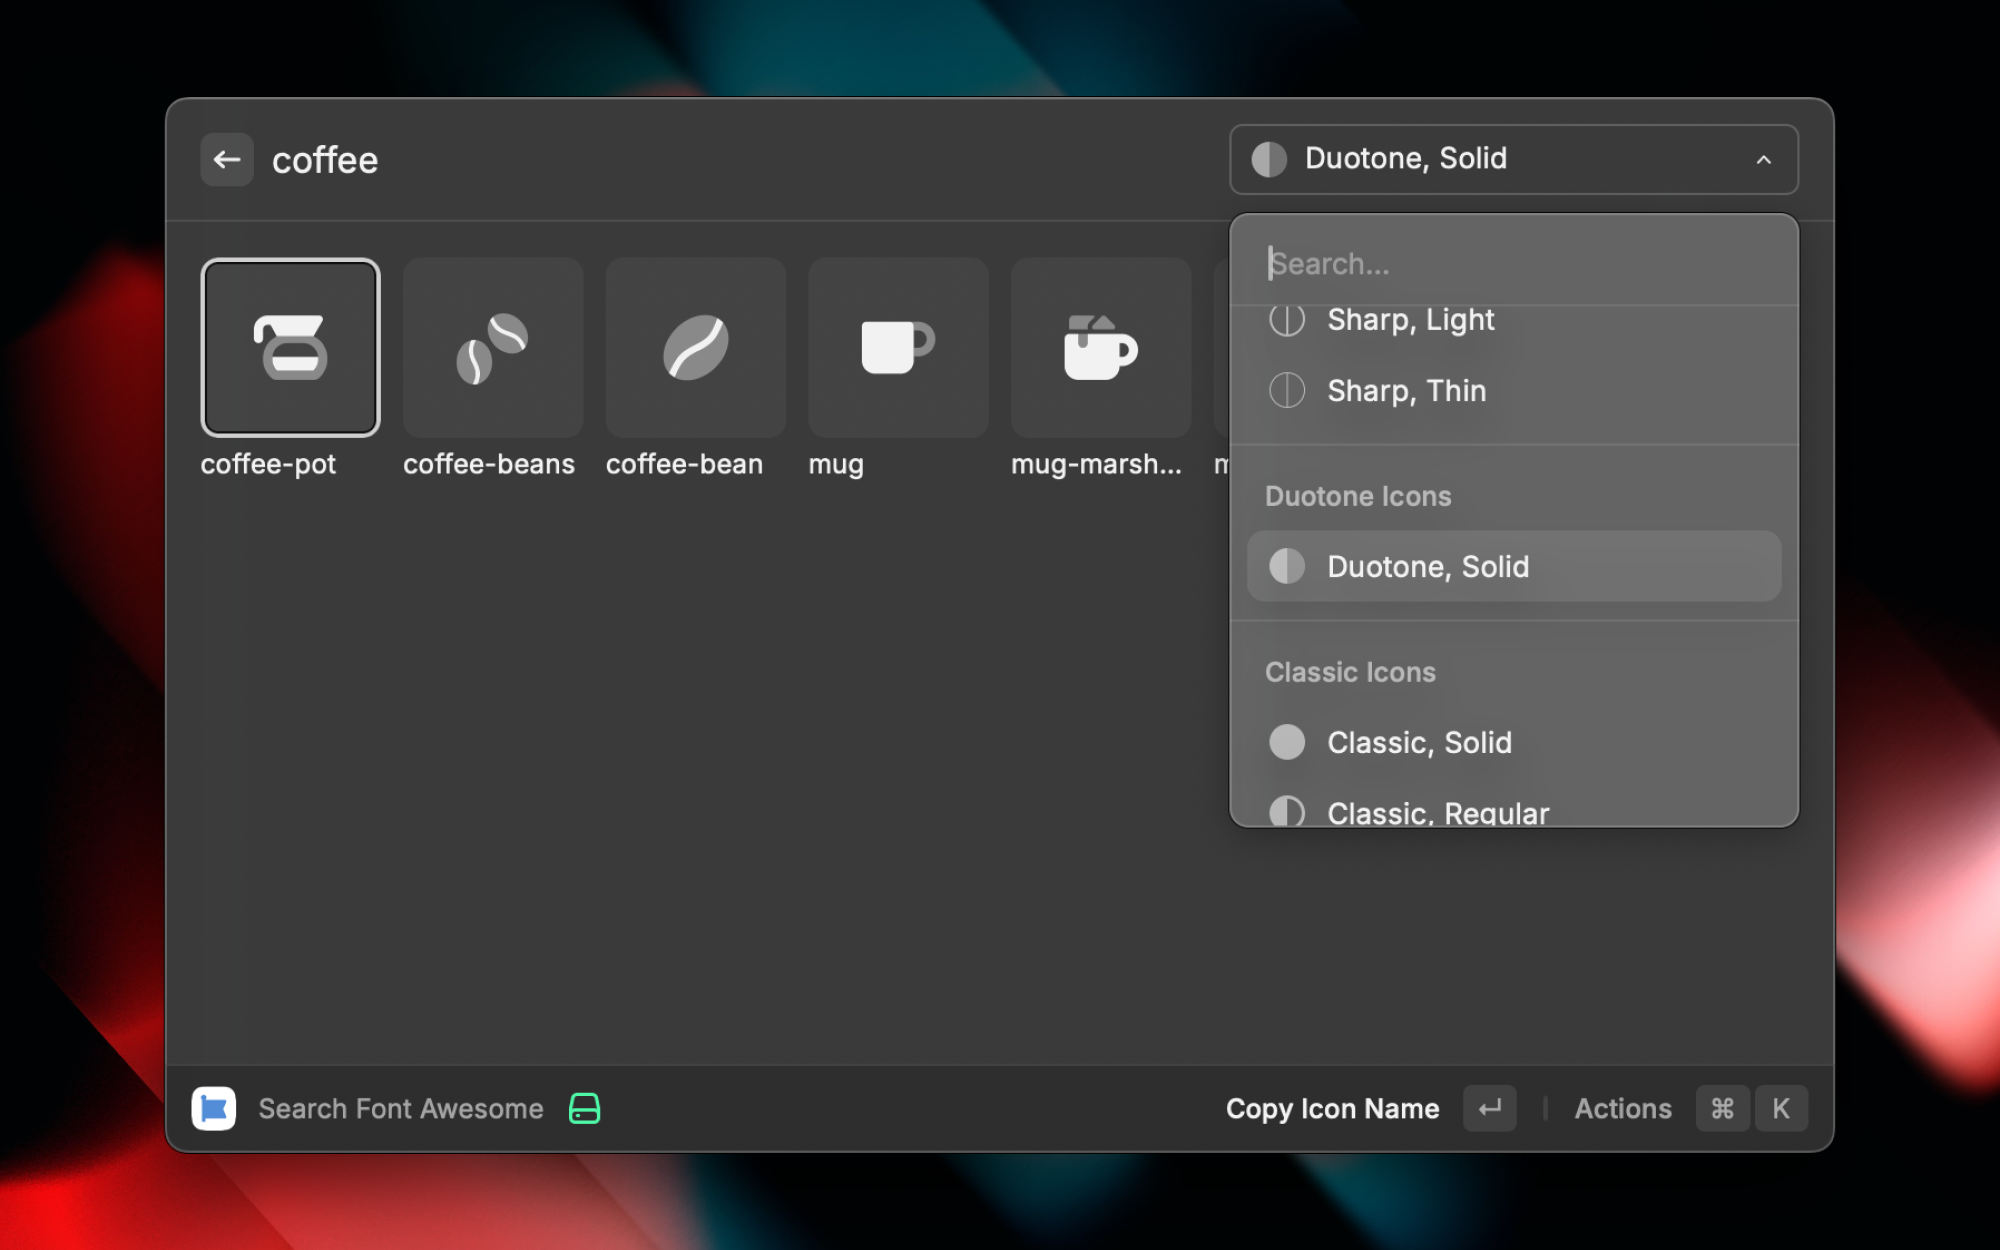 coffee
Duotone, Solid
Search...
Sharp, Light
Sharp, Thin
Duotone Icons
Duotone, Solid
Classic Icons
Classic, Solid
Classic, Regular
coffee-pot
coffee-beans
coffee-bean
mug
mug-marsh...
Search Font Awesome
Copy Icon Name
Actions
⌘ K